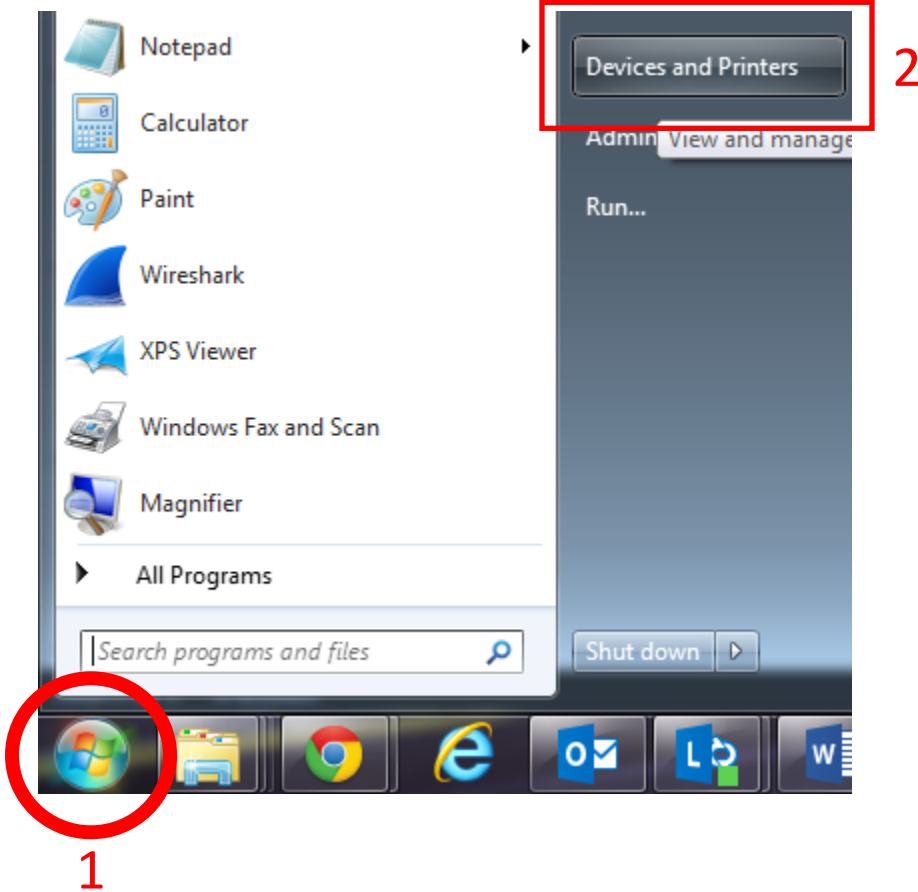 Notepad
Calculator
Paint
Wireshark
XPS Viewer
Windows Fax and Scan
Magnifier
All Programs
Search programs and files
Devices and Printers
2
Admin
View and manage
Run...
Shut down
O
L
W
1